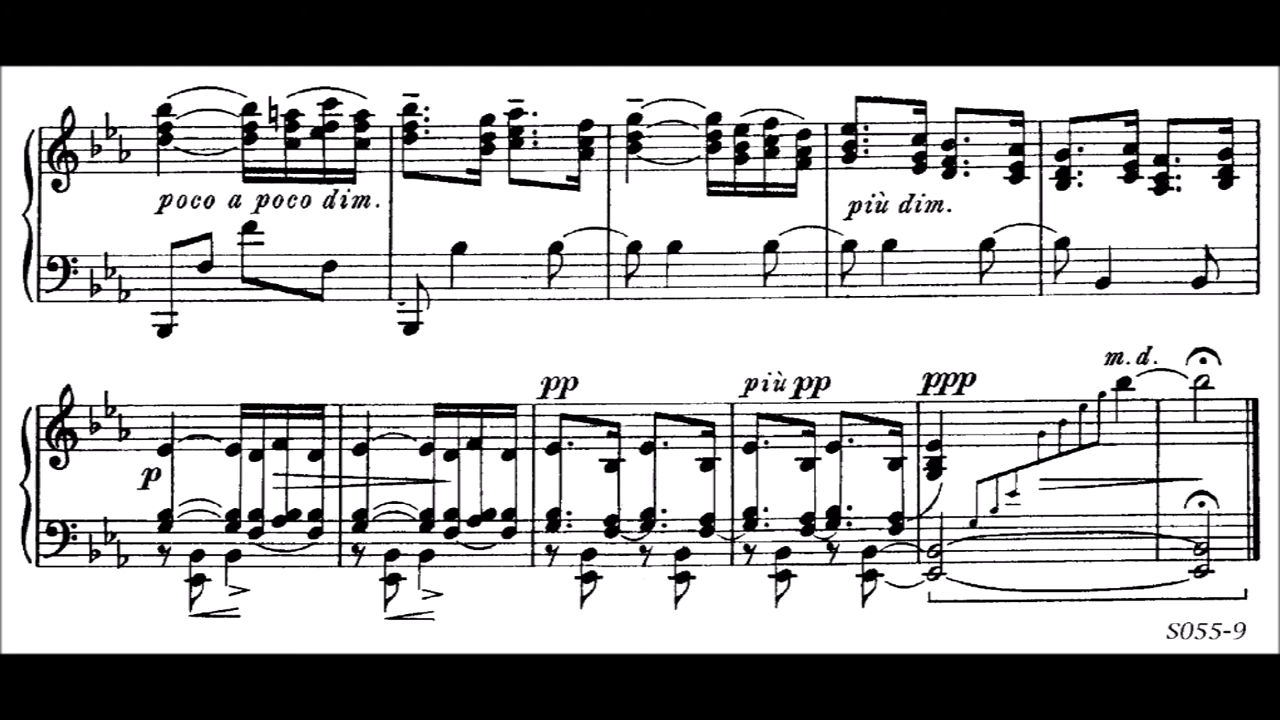 poco a poco dim.
più dim.
m.d.
pp
più pp
ppp
p
S055-9